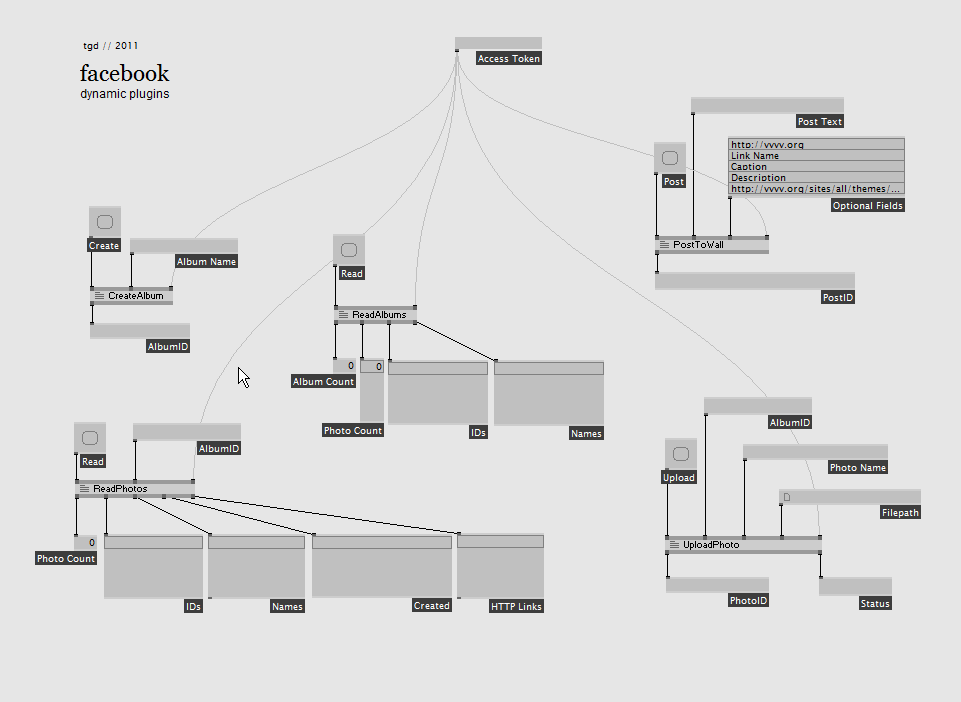 tgd // 2011
facebook
dynamic plugins
Access Token
Post Text
Post
http://vvvv.org
Link Name
Caption
Description
http://vvvv.org/sites/all/themes/...
Optional Fields
PostToWall
PostID
Create
Album Name
CreateAlbum
AlbumID
Read
ReadAlbums
0
0
Album Count
Photo Count
IDs
Names
Read
AlbumID
ReadPhotos
0
Photo Count
IDs
Names
Created
HTTP Links
AlbumID
Upload
Photo Name
Filepath
UploadPhoto
PhotoID
Status